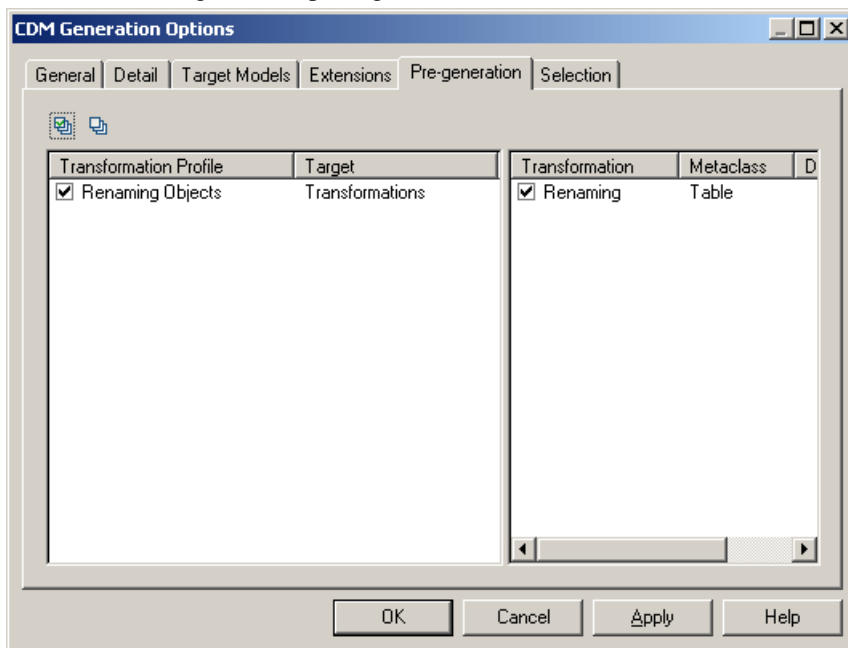 CDM Generation Options
General Detail Target Models Extensions Pre-generation Selection
Transformation Profile Target Transformation Metaclass D
Renaming Objects Transformations Renaming Table
OK Cancel Apply Help